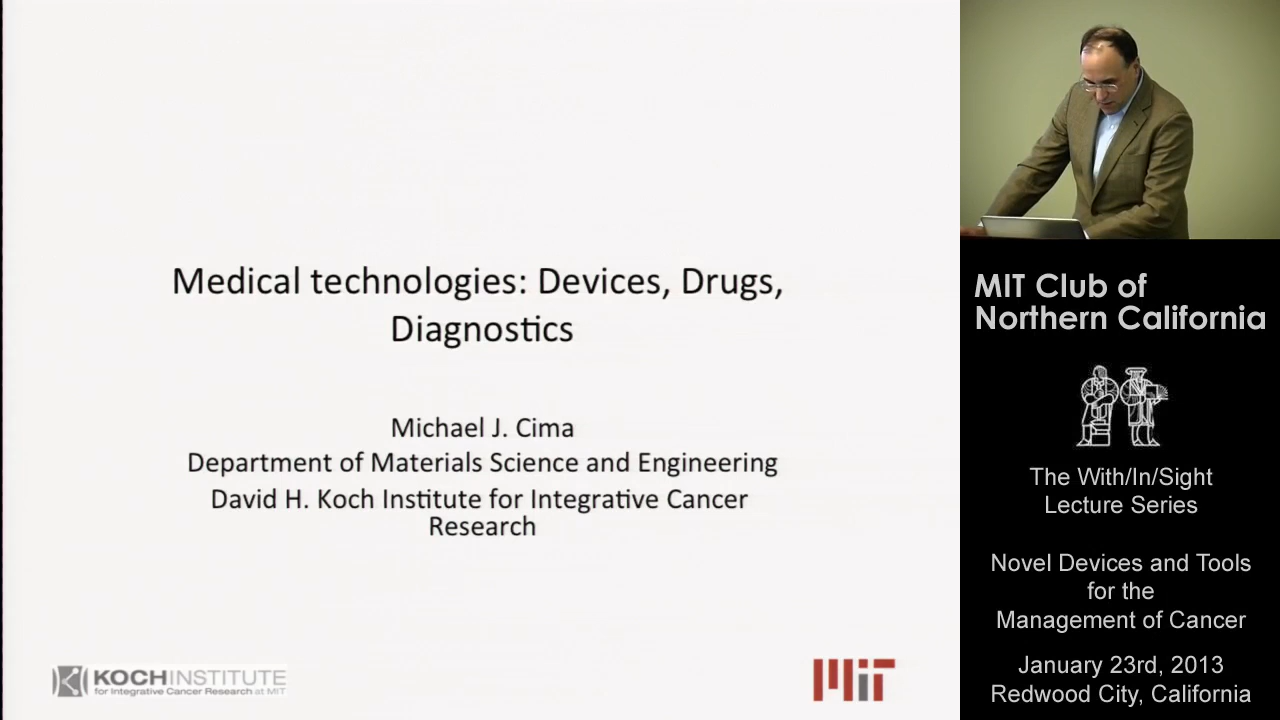 Medical technologies: Devices, Drugs,
Diagnostics
Michael J. Cima
Department of Materials Science and Engineering
David H. Koch Institute for Integrative Cancer
Research
KOCHINSTITUTE
for Integrative Cancer Research at MIT
MIT
MIT Club of
Northern California
The With/In/Sight
Lecture Series
Novel Devices and Tools
for the
Management of Cancer
January 23rd, 2013
Redwood City, California